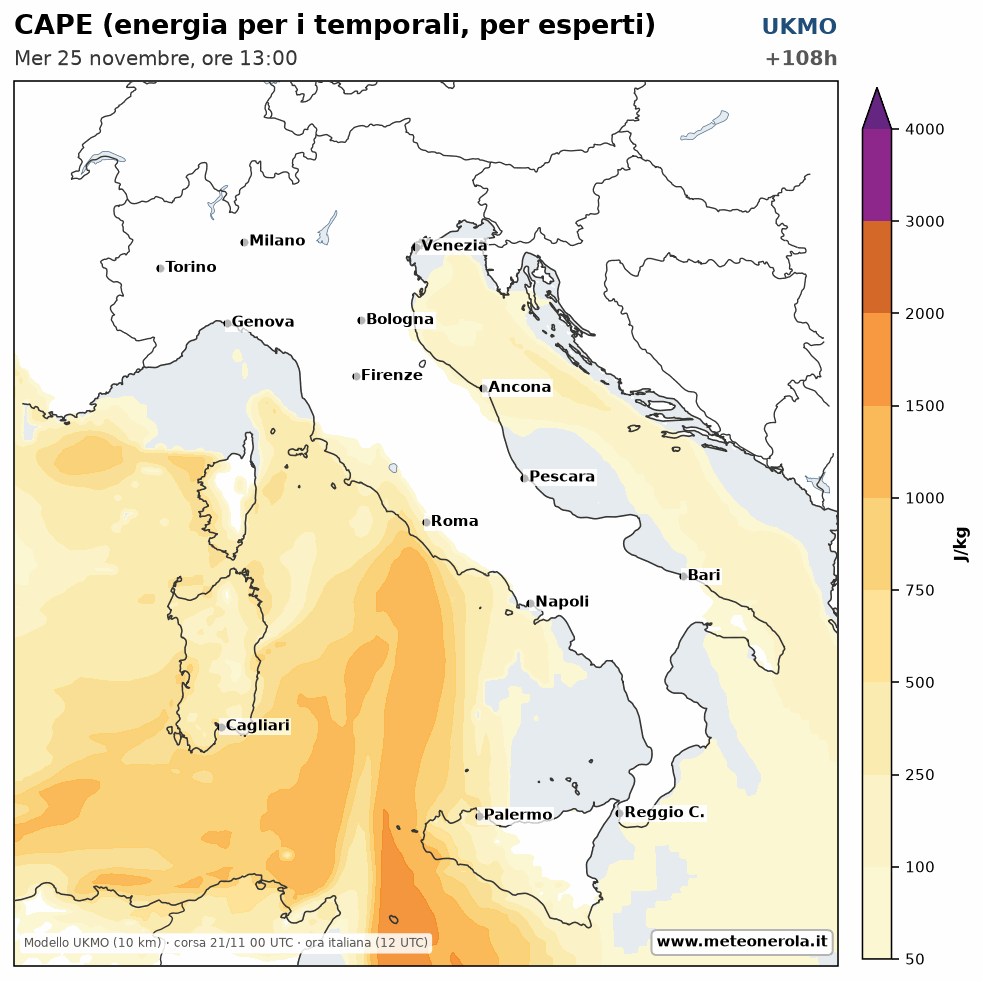 CAPE (energia per i temporali, per esperti)
UKMO
Mer 25 novembre, ore 13:00
+108h
4000
3000
2000
1500
1000
750
500
250
100
50
J/kg
Milano
Venezia
Torino
Genova
Bologna
Firenze
Ancona
Pescara
Roma
Bari
Napoli
Cagliari
Palermo
Reggio C.
Modello UKMO (10 km) · corsa 21/11 00 UTC · ora italiana (12 UTC)
www.meteonerola.it